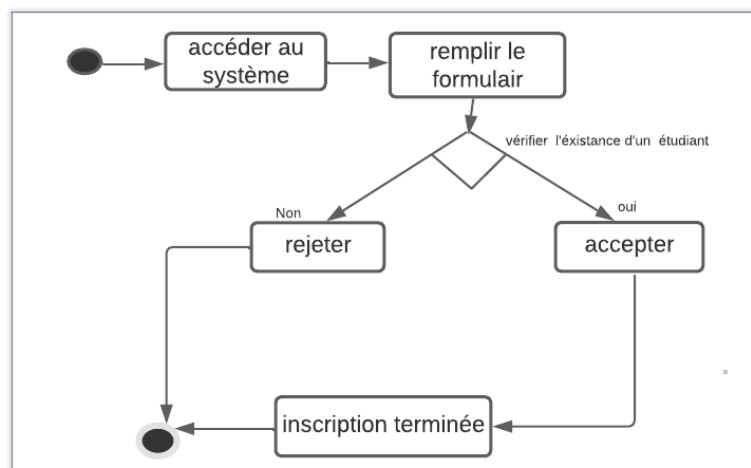 accéder au
système
remplir le
formulair
vérifier l'éxistance d'un étudiant
Non
oui
rejeter
accepter
inscription terminée